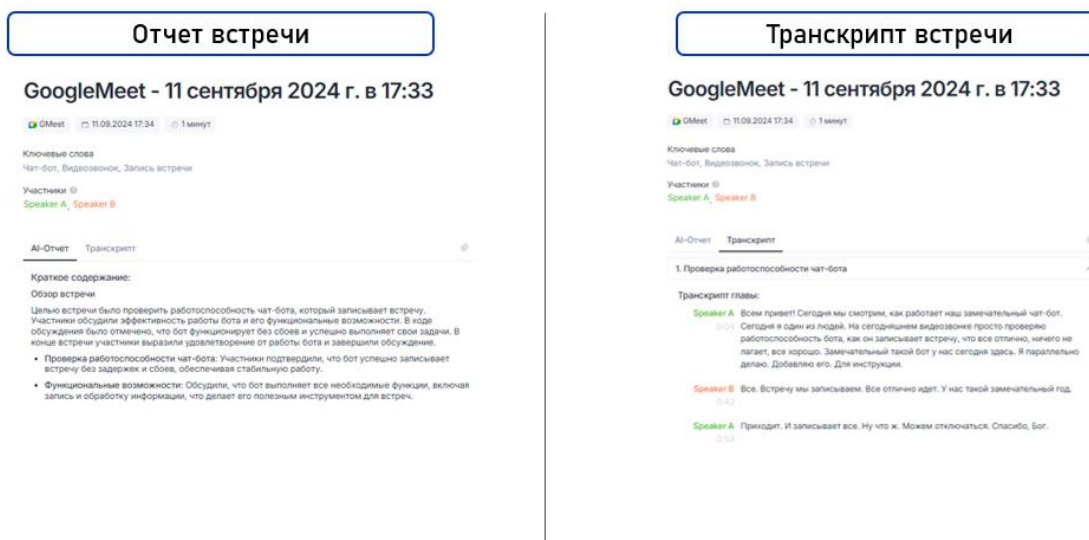 Отчет встречи
GoogleMeet - 11 сентября 2024 г. в 17:33
GMeet 11.09.2024 17:34 1 минут
Ключевые слова
Чат-бот, Видеозвонок, Запись встречи
Участники
Speaker A, Speaker B
AI-Отчет Транскрипт
Краткое содержание:
Обзор встречи
Целью встречи было проверить работоспособность чат-бота, который записывает встречу.
Участники обсудили эффективность работы бота и его функциональные возможности. В ходе
обсуждения было отмечено, что бот функционирует без сбоев и успешно выполняет свои задачи. В
конце встречи участники выразили удовлетворение от работы бота и завершили обсуждение.
• Проверка работоспособности чат-бота: Участники подтвердили, что бот успешно записывает
встречу без задержек и сбоев, обеспечивая стабильную работу.
• Функциональные возможности: Обсудили, что бот выполняет все необходимые функции, включая
запись и обработку информации, что делает его полезным инструментом для встреч.
Транскрипт встречи
GoogleMeet - 11 сентября 2024 г. в 17:33
GMeet 11.09.2024 17:34 1 минут
Ключевые слова
Чат-бот, Видеозвонок, Запись встречи
Участники
Speaker A, Speaker B
AI-Отчет Транскрипт
1. Проверка работоспособности чат-бота
Транскрипт главы:
Speaker A Всем привет! Сегодня мы смотрим, как работает наш замечательный чат-бот.
0:04 Сегодня я один из людей. На сегодняшнем видеозвонке просто проверяю
работоспособность бота, как он записывает встречу, что все отлично, ничего не
лагает, все хорошо. Замечательный такой бот у нас сегодня здесь. Я параллельно
делаю. Добавляю его. Для инструкции.
Speaker B Все. Встречу мы записываем. Все отлично идет. У нас такой замечательный год.
0:43
Speaker A Приходит. И записывает все. Ну что ж. Можем отключаться. Спасибо, Бог.
0:54